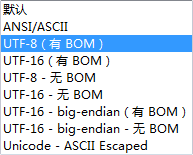 默认
ANSI/ASCII
UTF-8 ( 有 BOM )
UTF-16 ( 有 BOM )
UTF-8 - 无 BOM
UTF-16 - 无 BOM
UTF-16 - big-endian ( 有 BOM )
UTF-16 - big-endian - 无 BOM
Unicode - ASCII Escaped